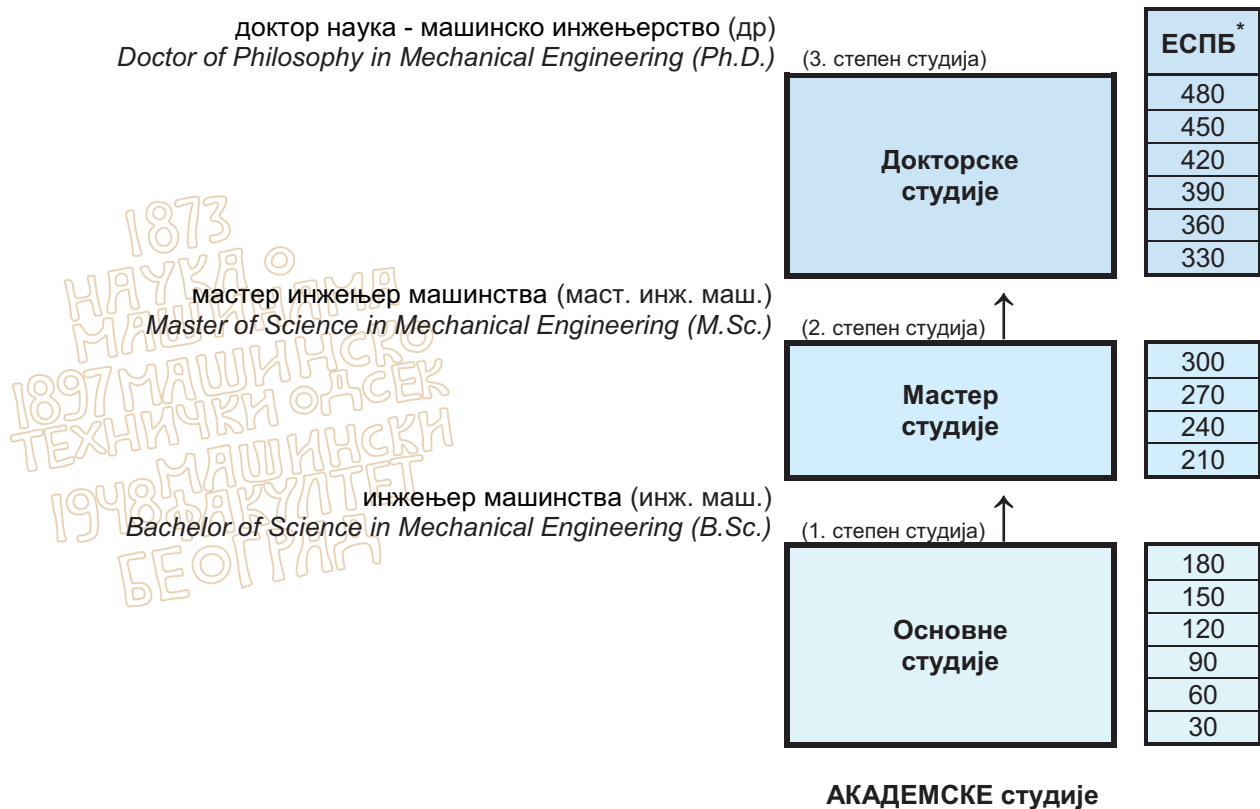 доктор наука - машинско инжењерство (др)
Doctor of Philosophy in Mechanical Engineering (Ph.D.)
(3. степен студија)
ЕСПБ*
Докторске
студије
480
450
420
390
360
330
1873
НАУКА О
МАШИНАМА
1897 МАШИНСКО
ТЕХНИЧКИ ОДСЕК
1948 МАШИНСКИ
ФАКУЛТЕТ
БЕОГРАД
мастер инжењер машинства (маст. инж. маш.)
Master of Science in Mechanical Engineering (M.Sc.)
(2. степен студија)
Мастер
студије
300
270
240
210
инжењер машинства (инж. маш.)
Bachelor of Science in Mechanical Engineering (B.Sc.)
(1. степен студија)
Основне
студије
180
150
120
90
60
30
АКАДЕМСКЕ студије